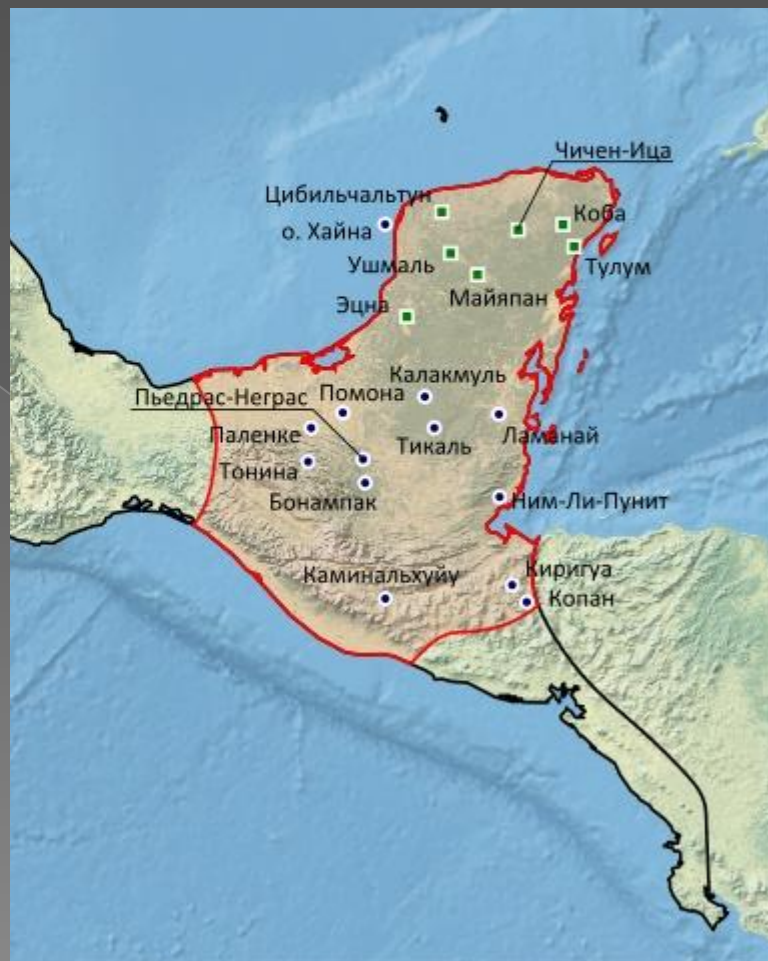 Чичен-Ица
Цибильчальтун
Коба
о. Хайна
Ушмаль
Тулум
Майяпан
Эцна
Калакмуль
Пьедрас-Неграс
Помона
Паленке
Тикаль
Ламанай
Тонина
Бонампак
Ним-Ли-Пунит
Каминальхуйу
Киригуа
Копан